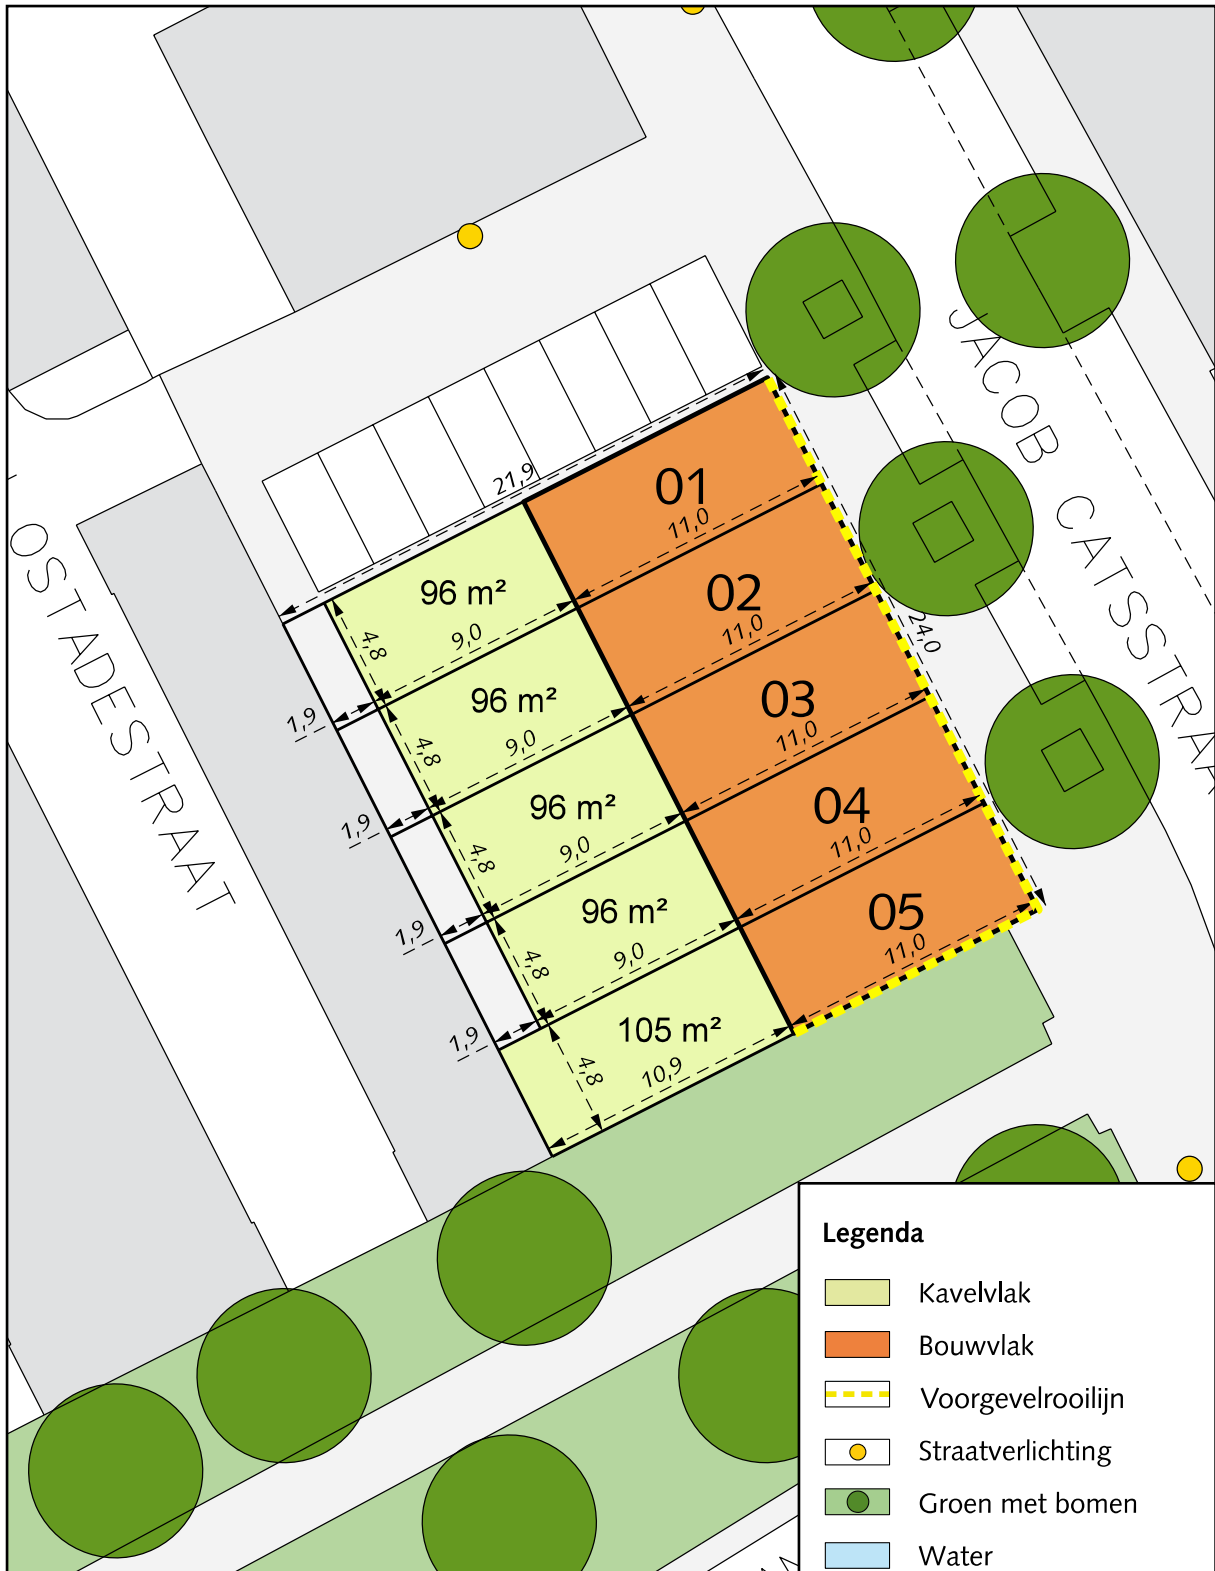 JACOB CATSSTRAA
OSTADESTRAAT
21,9
24,0
01
11,0
02
11,0
03
11,0
04
11,0
05
11,0
96 m²
9,0
4,8
1,9
96 m²
9,0
4,8
1,9
96 m²
9,0
4,8
1,9
96 m²
9,0
4,8
1,9
105 m²
10,9
4,8
Legenda
Kavelvlak
Bouwvlak
Voorgevelrooilijn
Straatverlichting
Groen met bomen
Water